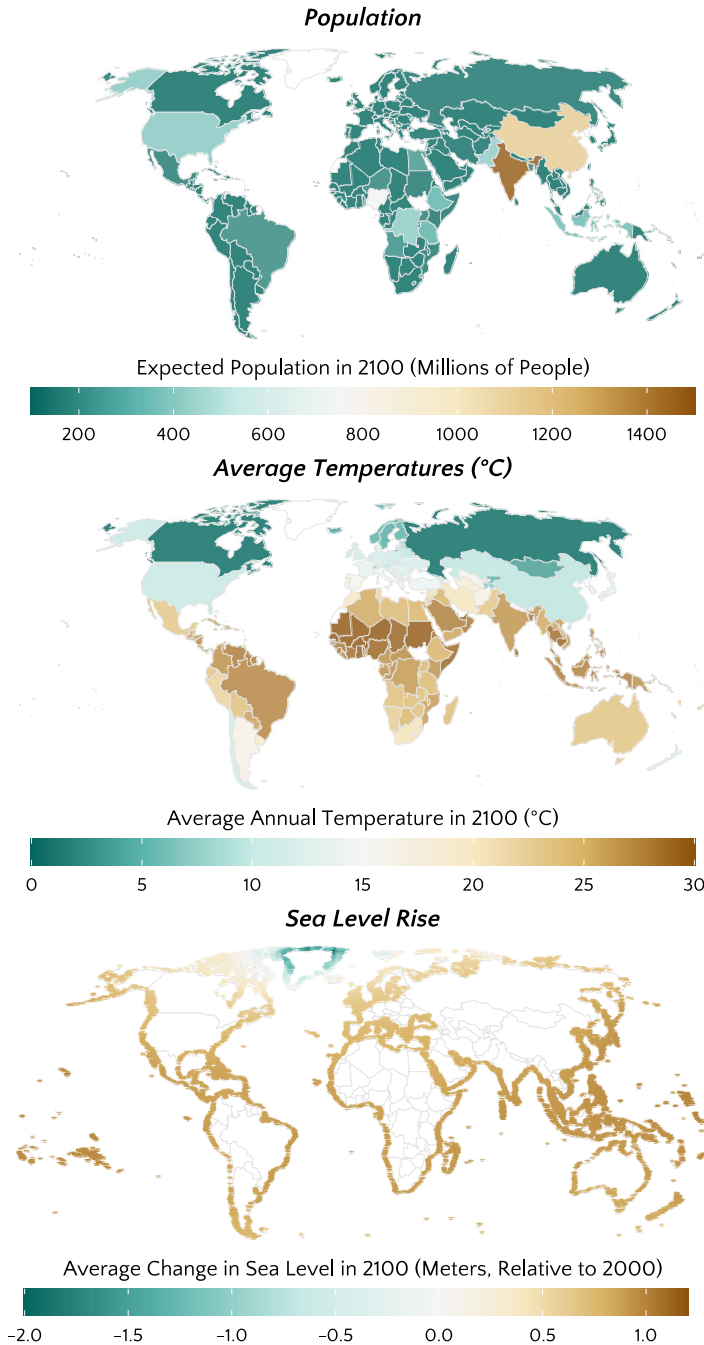 Population
Expected Population in 2100 (Millions of People)
200 400 600 800 1000 1200 1400
Average Temperatures (°C)
Average Annual Temperature in 2100 (°C)
0 5 10 15 20 25 30
Sea Level Rise
Average Change in Sea Level in 2100 (Meters, Relative to 2000)
−2.0 −1.5 −1.0 −0.5 0.0 0.5 1.0